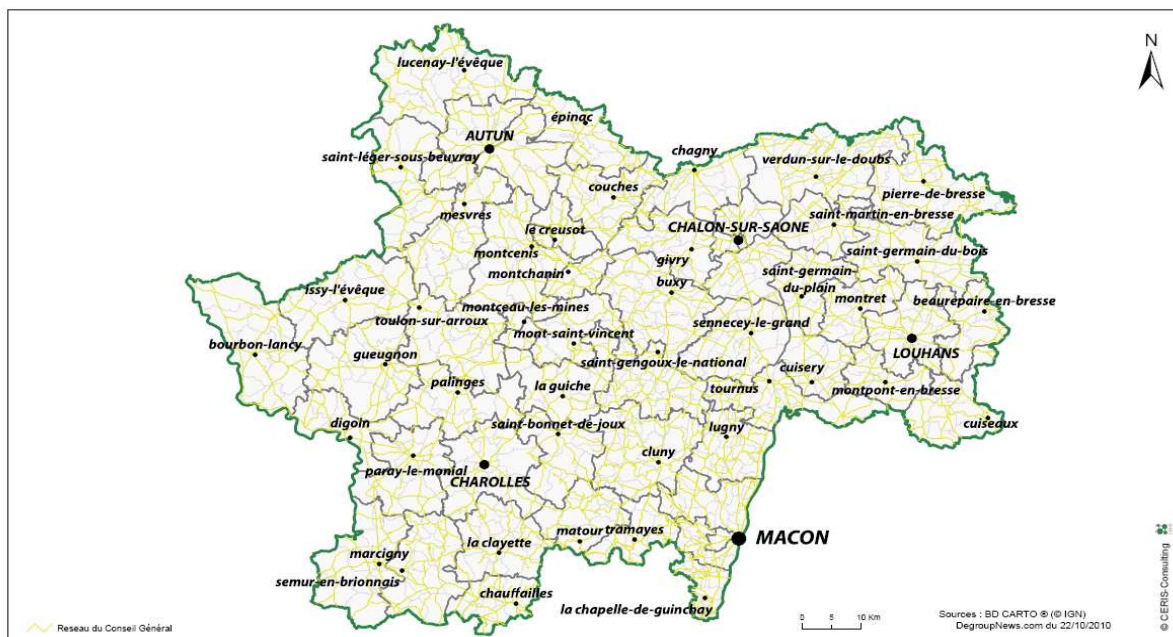 N
lucenay-l'évêque
épinac
AUTUN
chagny
saint-léger-sous-beuvray
verdun-sur-le-doubs
couches
pierre-de-bresse
mesvres
saint-martin-en-bresse
le creusot
CHALON-SUR-SAONE
montcenis
givry
saint-germain-du-bois
montchanin
saint-germain-
du-plain
buxy
Issy-l'évêque
montret
beaurepaire-en-bresse
montceau-les-mines
toulon-sur-arroux
sennecey-le-grand
mont-saint-vincent
bourbon-lancy
LOUHANS
gueugnon
saint-gengoux-le-national
cuisery
palinges
la guiche
tournus
montpont-en-bresse
digoin
saint-bonnet-de-joux
lugny
cuiseaux
cluny
paray-le-monial
CHAROLLES
matour
tramayes
MACON
la clayette
marcigny
semur-en-brionnais
chauffailles
la chapelle-de-guinchay
Reseau du Conseil Général
0 5 10 Km
Sources : BD CARTO ® (© IGN)
DegroupNews.com du 22/10/2010
© CERIS-Consulting